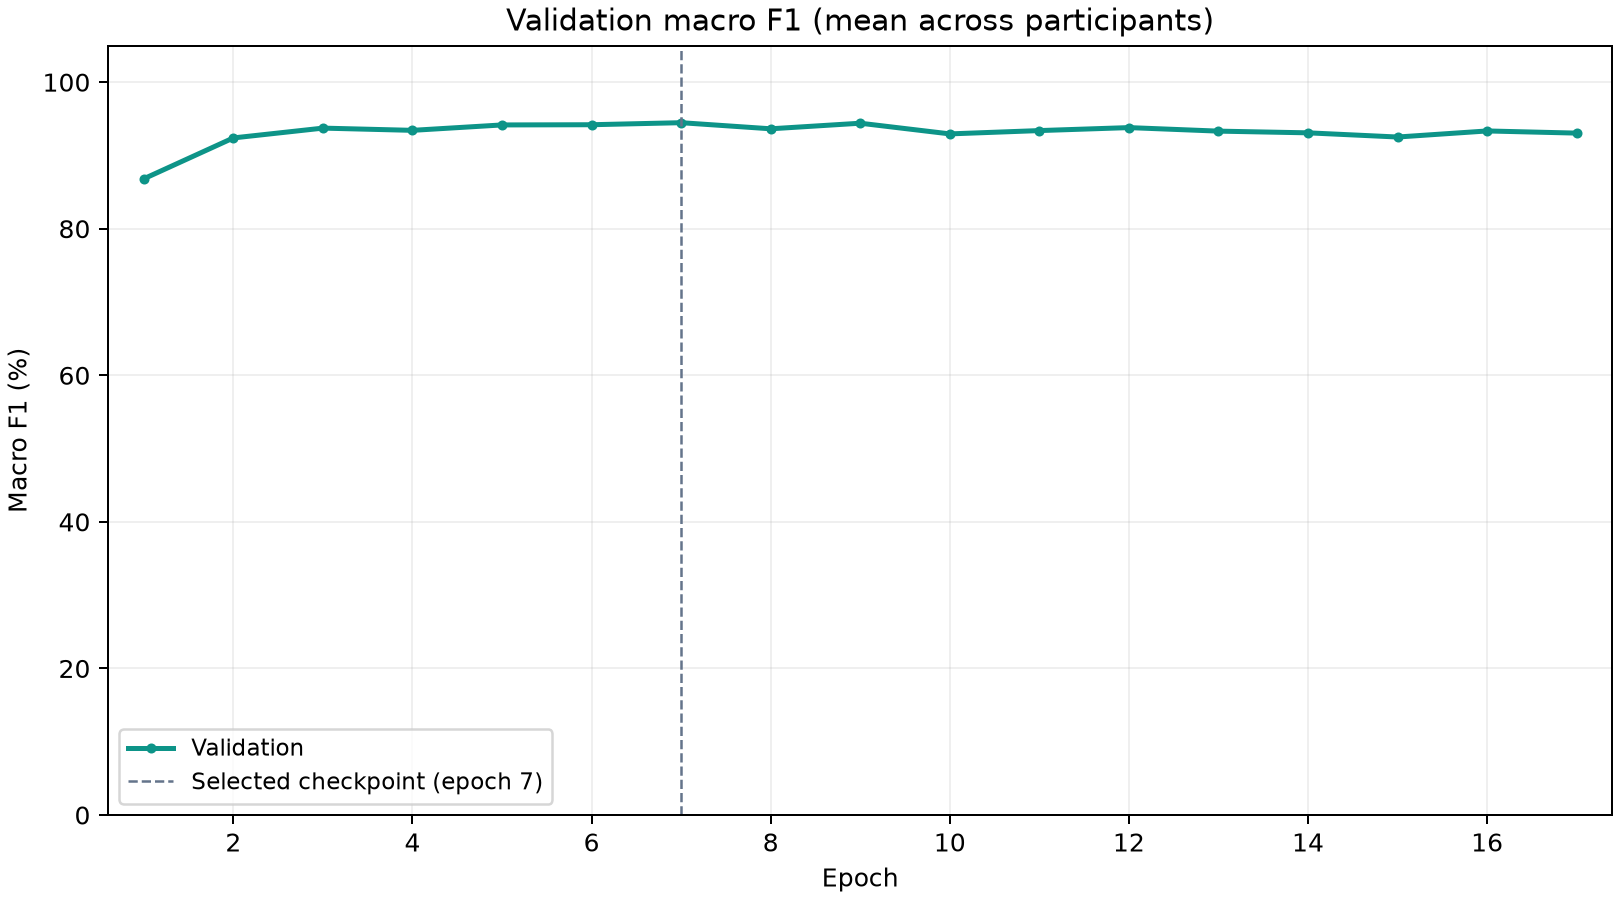 Validation macro F1 (mean across participants)
100
80
60
40
20
0
Macro F1 (%)
Validation
Selected checkpoint (epoch 7)
2 4 6 8 10 12 14 16
Epoch